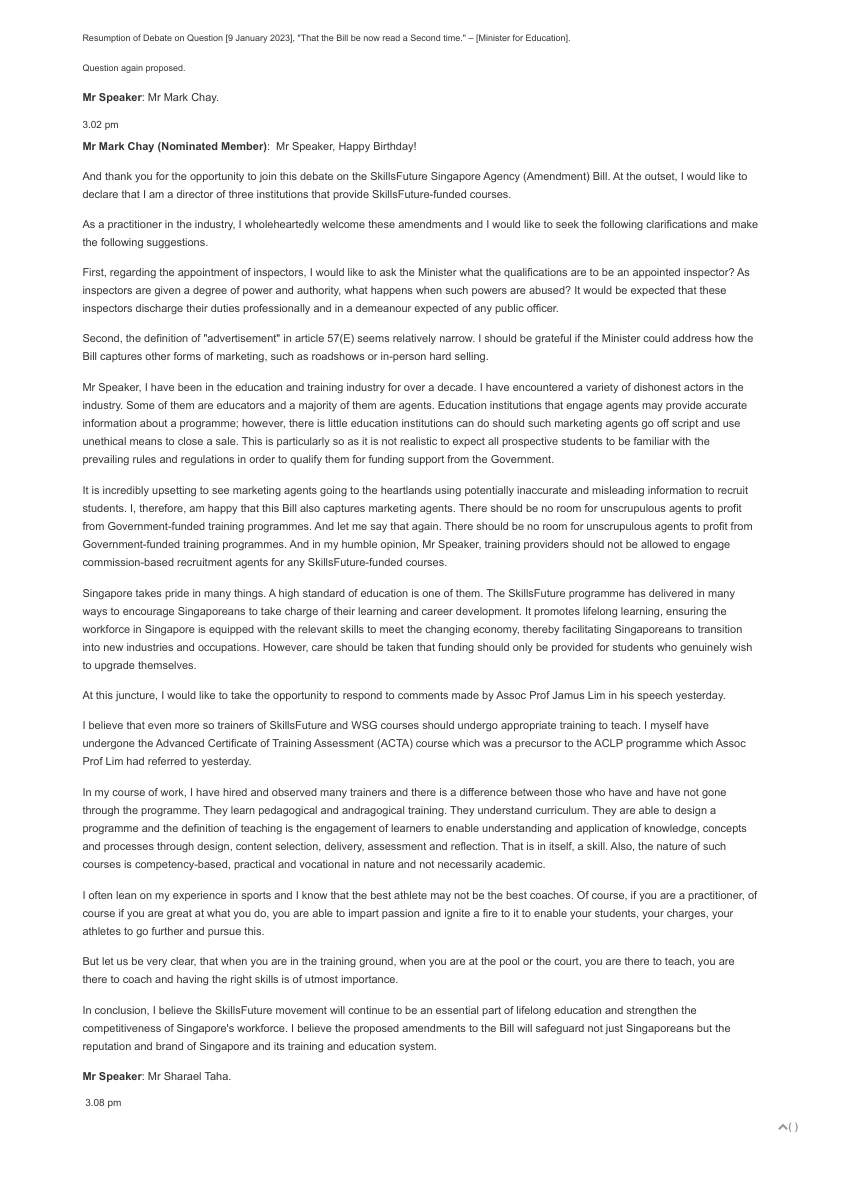 Resumption of Debate on Question [9 January 2023], "That the Bill be now read a Second time." – [Minister for Education].
Question again proposed.
Mr Speaker: Mr Mark Chay.
3.02 pm
Mr Mark Chay (Nominated Member):  Mr Speaker, Happy Birthday!
And thank you for the opportunity to join this debate on the SkillsFuture Singapore Agency (Amendment) Bill. At the outset, I would like to
declare that I am a director of three institutions that provide SkillsFuture-funded courses.
As a practitioner in the industry, I wholeheartedly welcome these amendments and I would like to seek the following clarifications and make
the following suggestions.
First, regarding the appointment of inspectors, I would like to ask the Minister what the qualifications are to be an appointed inspector? As
inspectors are given a degree of power and authority, what happens when such powers are abused? It would be expected that these
inspectors discharge their duties professionally and in a demeanour expected of any public officer.
Second, the definition of "advertisement" in article 57(E) seems relatively narrow. I should be grateful if the Minister could address how the
Bill captures other forms of marketing, such as roadshows or in-person hard selling.
Mr Speaker, I have been in the education and training industry for over a decade. I have encountered a variety of dishonest actors in the
industry. Some of them are educators and a majority of them are agents. Education institutions that engage agents may provide accurate
information about a programme; however, there is little education institutions can do should such marketing agents go off script and use
unethical means to close a sale. This is particularly so as it is not realistic to expect all prospective students to be familiar with the
prevailing rules and regulations in order to qualify them for funding support from the Government.
It is incredibly upsetting to see marketing agents going to the heartlands using potentially inaccurate and misleading information to recruit
students. I, therefore, am happy that this Bill also captures marketing agents. There should be no room for unscrupulous agents to profit
from Government-funded training programmes. And let me say that again. There should be no room for unscrupulous agents to profit from
Government-funded training programmes. And in my humble opinion, Mr Speaker, training providers should not be allowed to engage
commission-based recruitment agents for any SkillsFuture-funded courses.
Singapore takes pride in many things. A high standard of education is one of them. The SkillsFuture programme has delivered in many
ways to encourage Singaporeans to take charge of their learning and career development. It promotes lifelong learning, ensuring the
workforce in Singapore is equipped with the relevant skills to meet the changing economy, thereby facilitating Singaporeans to transition
into new industries and occupations. However, care should be taken that funding should only be provided for students who genuinely wish
to upgrade themselves.
At this juncture, I would like to take the opportunity to respond to comments made by Assoc Prof Jamus Lim in his speech yesterday.
I believe that even more so trainers of SkillsFuture and WSG courses should undergo appropriate training to teach. I myself have
undergone the Advanced Certificate of Training Assessment (ACTA) course which was a precursor to the ACLP programme which Assoc
Prof Lim had referred to yesterday.
In my course of work, I have hired and observed many trainers and there is a difference between those who have and have not gone
through the programme. They learn pedagogical and andragogical training. They understand curriculum. They are able to design a
programme and the definition of teaching is the engagement of learners to enable understanding and application of knowledge, concepts
and processes through design, content selection, delivery, assessment and reflection. That is in itself, a skill. Also, the nature of such
courses is competency-based, practical and vocational in nature and not necessarily academic.
I often lean on my experience in sports and I know that the best athlete may not be the best coaches. Of course, if you are a practitioner, of
course if you are great at what you do, you are able to impart passion and ignite a fire to it to enable your students, your charges, your
athletes to go further and pursue this.
But let us be very clear, that when you are in the training ground, when you are at the pool or the court, you are there to teach, you are
there to coach and having the right skills is of utmost importance.
In conclusion, I believe the SkillsFuture movement will continue to be an essential part of lifelong education and strengthen the
competitiveness of Singapore's workforce. I believe the proposed amendments to the Bill will safeguard not just Singaporeans but the
reputation and brand of Singapore and its training and education system.
Mr Speaker: Mr Sharael Taha.
3.08 pm
( )